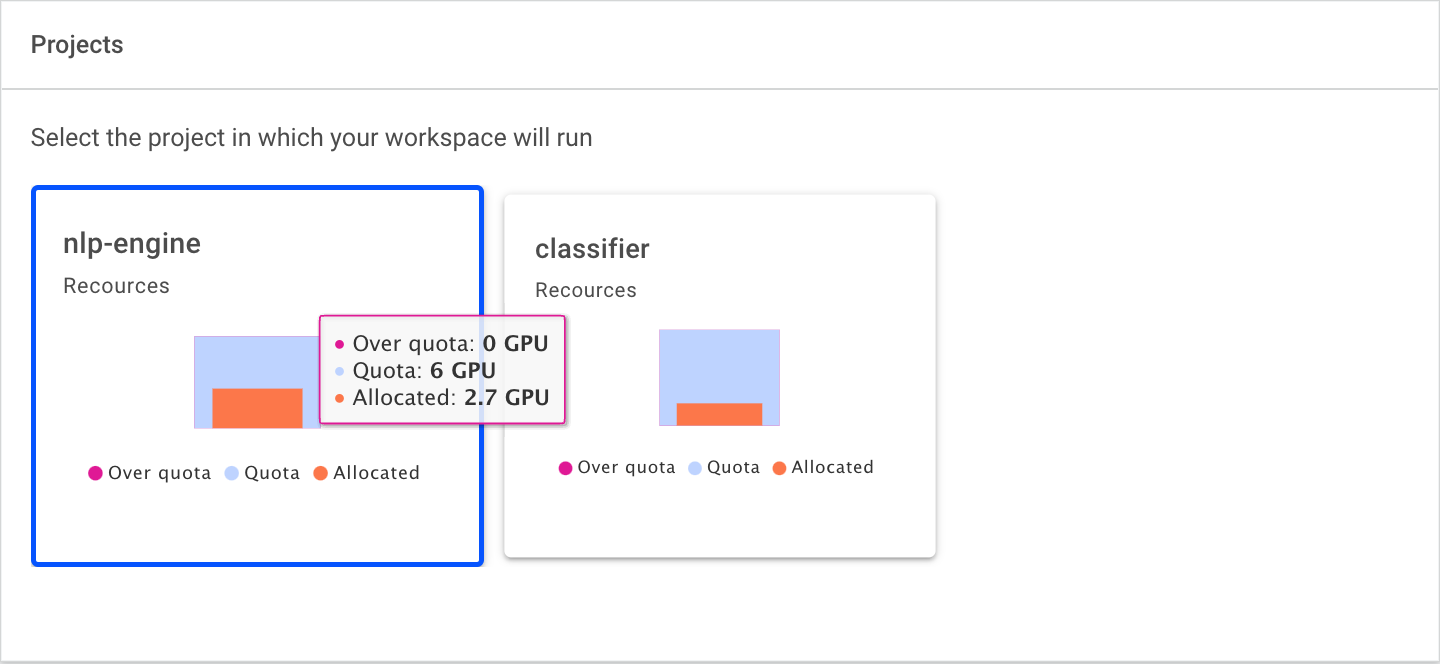 Projects
Select the project in which your workspace will run
nlp-engine
Recources
Over quota: 0 GPU
Quota: 6 GPU
Allocated: 2.7 GPU
Over quota Quota Allocated
classifier
Recources
Over quota Quota Allocated